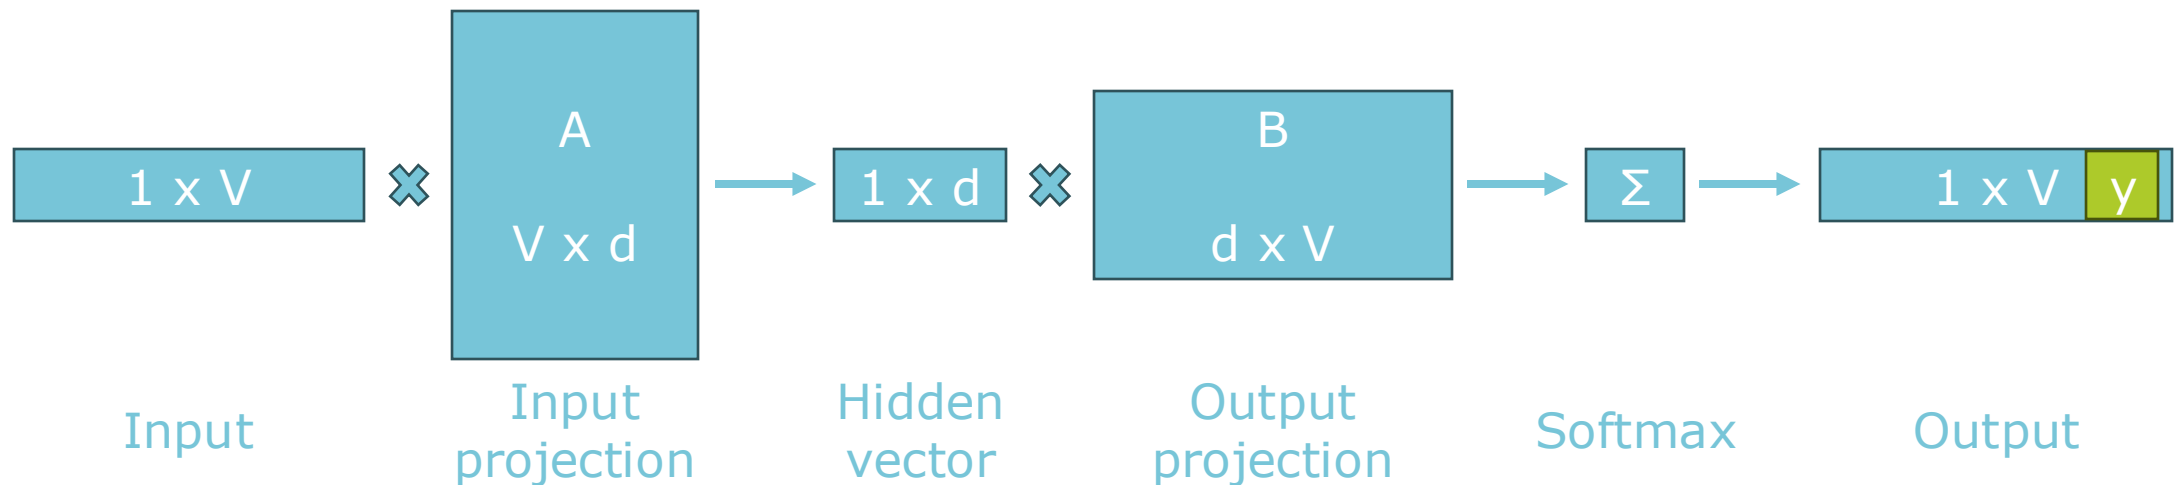 1 x V
A
V x d
1 x d
B
d x V
Σ
1 x V
y
Input
Input
projection
Hidden
vector
Output
projection
Softmax
Output